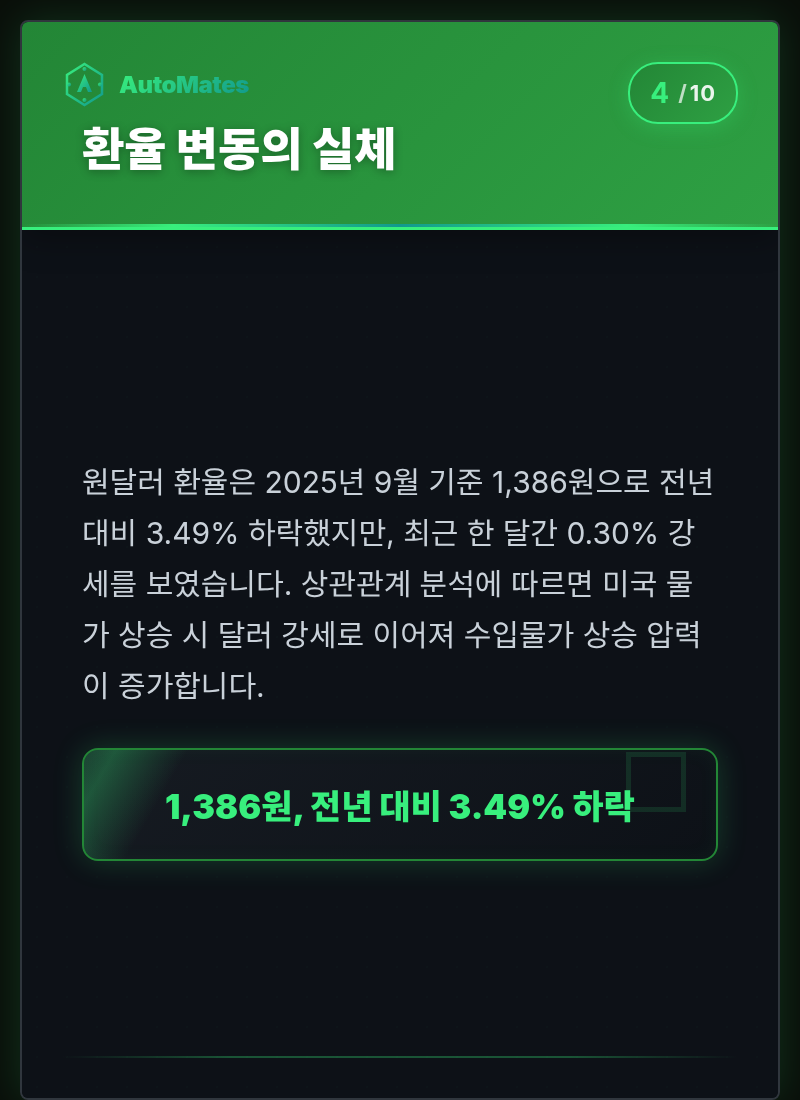 AutoMates
4 / 10
환율 변동의 실체
원달러 환율은 2025년 9월 기준 1,386원으로 전년
대비 3.49% 하락했지만, 최근 한 달간 0.30% 강
세를 보였습니다. 상관관계 분석에 따르면 미국 물
가 상승 시 달러 강세로 이어져 수입물가 상승 압력
이 증가합니다.
1,386원, 전년 대비 3.49% 하락